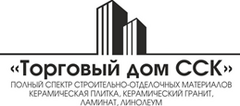 «Торговый дом ССК»
ПОЛНЫЙ СПЕКТР СТРОИТЕЛЬНО-ОТДЕЛОЧНЫХ МАТЕРИАЛОВ
КЕРАМИЧЕСКАЯ ПЛИТКА, КЕРАМИЧЕСКИЙ ГРАНИТ,
ЛАМИНАТ, ЛИНОЛЕУМ